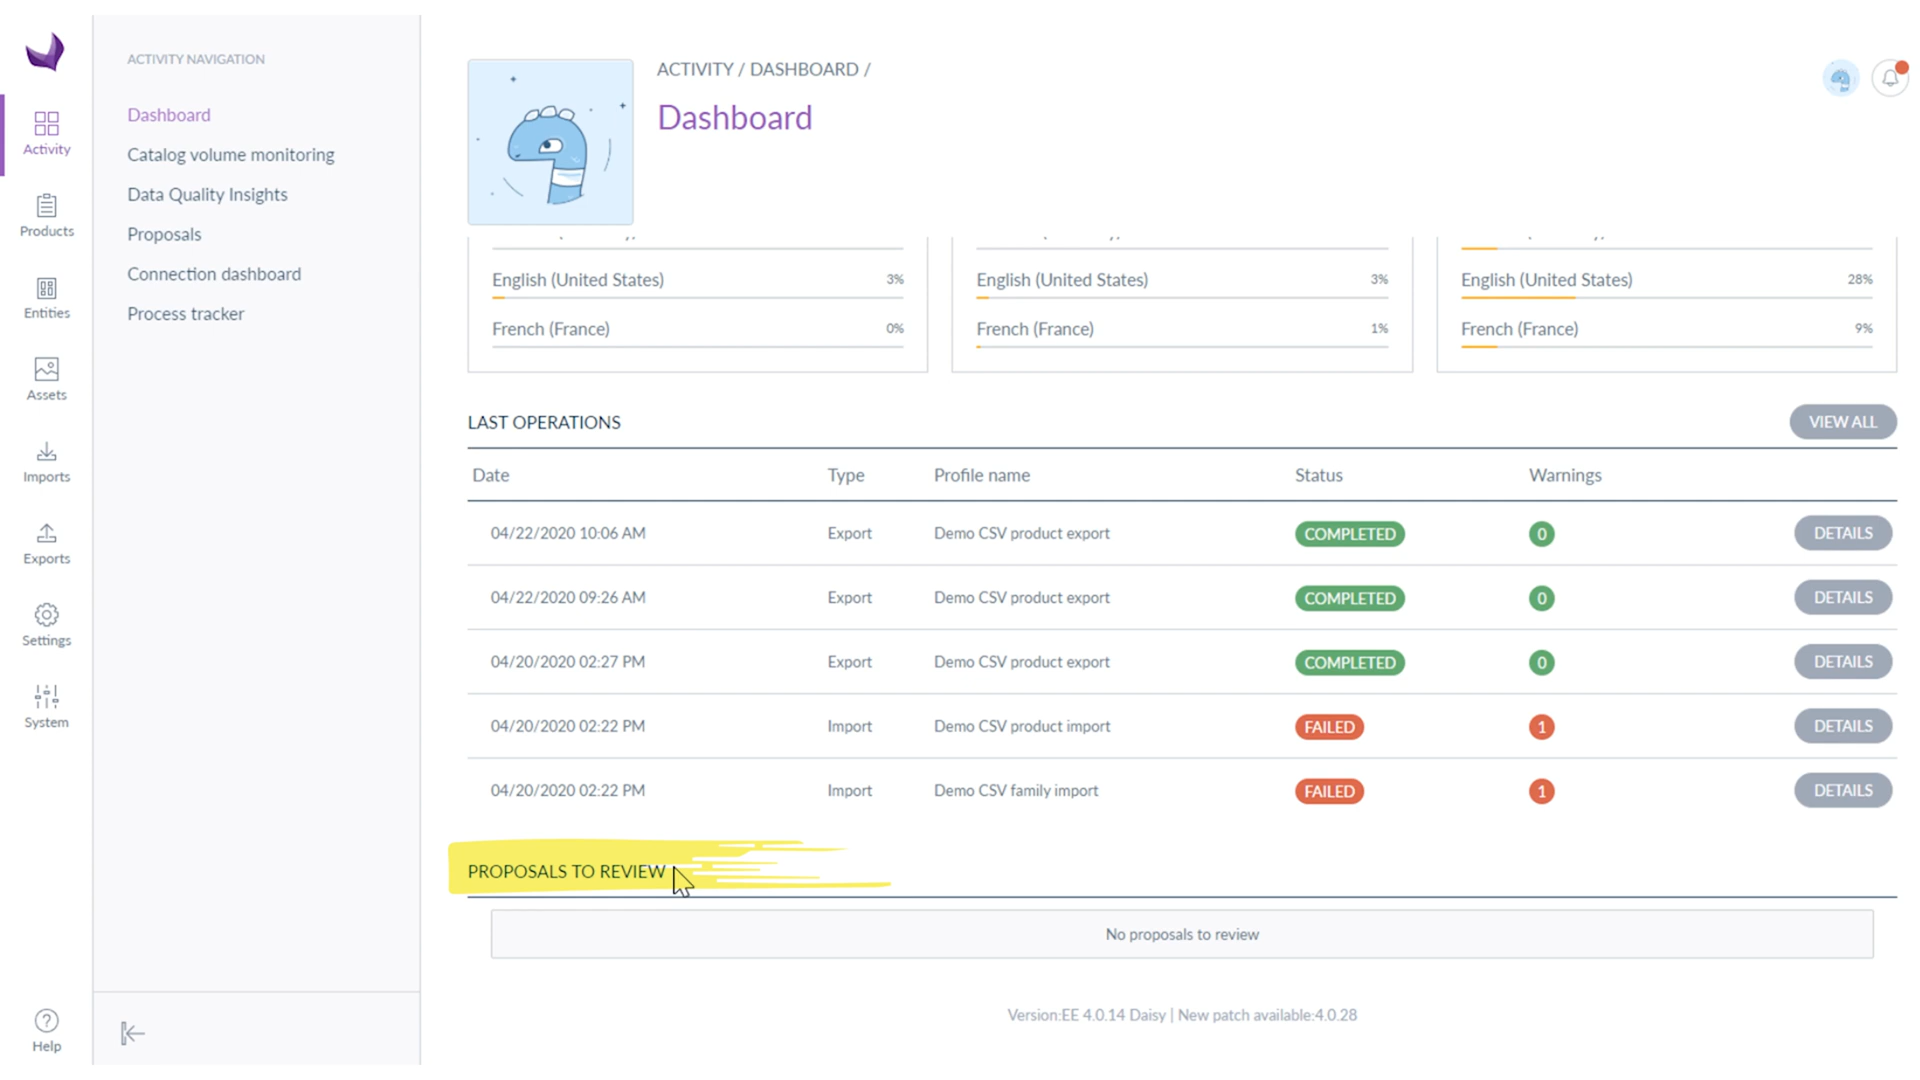 Activity
Products
Entities
Assets
Imports
Exports
Settings
System
Help
ACTIVITY NAVIGATION
Dashboard
Catalog volume monitoring
Data Quality Insights
Proposals
Connection dashboard
Process tracker
ACTIVITY / DASHBOARD /
Dashboard
English (United States) 3%
French (France) 0%
English (United States) 3%
French (France) 1%
English (United States) 28%
French (France) 9%
LAST OPERATIONS VIEW ALL
Date Type Profile name Status Warnings
04/22/2020 10:06 AM Export Demo CSV product export COMPLETED 0 DETAILS
04/22/2020 09:26 AM Export Demo CSV product export COMPLETED 0 DETAILS
04/20/2020 02:27 PM Export Demo CSV product export COMPLETED 0 DETAILS
04/20/2020 02:22 PM Import Demo CSV product import FAILED 1 DETAILS
04/20/2020 02:22 PM Import Demo CSV family import FAILED 1 DETAILS
PROPOSALS TO REVIEW
No proposals to review
Version:EE 4.0.14 Daisy | New patch available:4.0.28